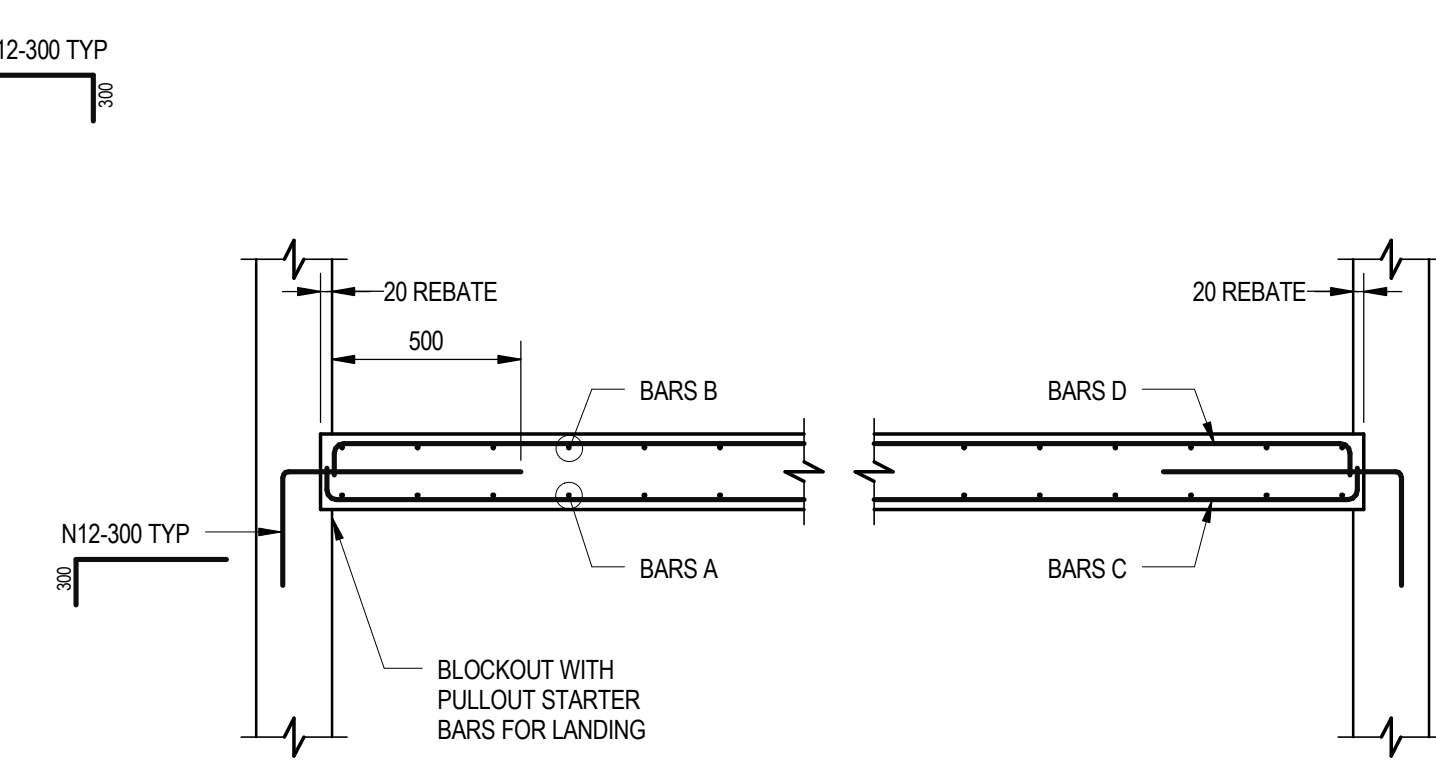 12-300 TYP
300
20 REBATE
20 REBATE
500
BARS B
BARS D
N12-300 TYP
300
BARS A
BARS C
BLOCKOUT WITH
PULLOUT STARTER
BARS FOR LANDING